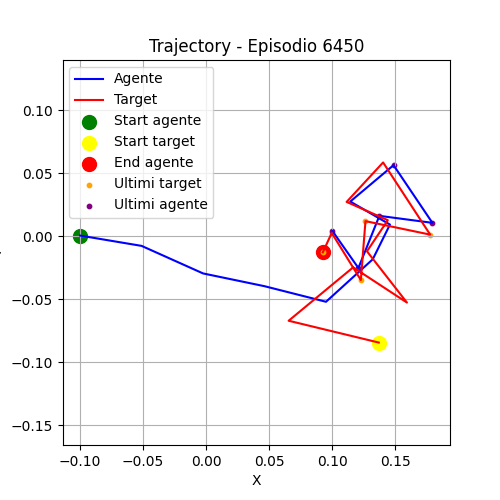 Trajectory - Episodio 6450
Agente
Target
Start agente
Start target
End agente
Ultimi target
Ultimi agente
0.10
0.05
0.00
−0.05
−0.10
−0.15
−0.10
−0.05
0.00
0.05
0.10
0.15
X